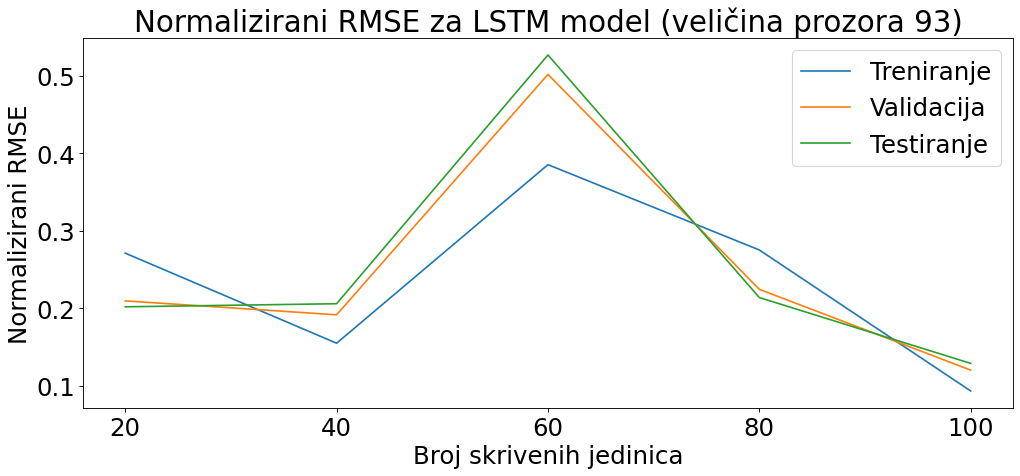 Normalizirani RMSE za LSTM model (veličina prozora 93)
Normalizirani RMSE
0.5
0.4
0.3
0.2
0.1
Treniranje
Validacija
Testiranje
20 40 60 80 100
Broj skrivenih jedinica